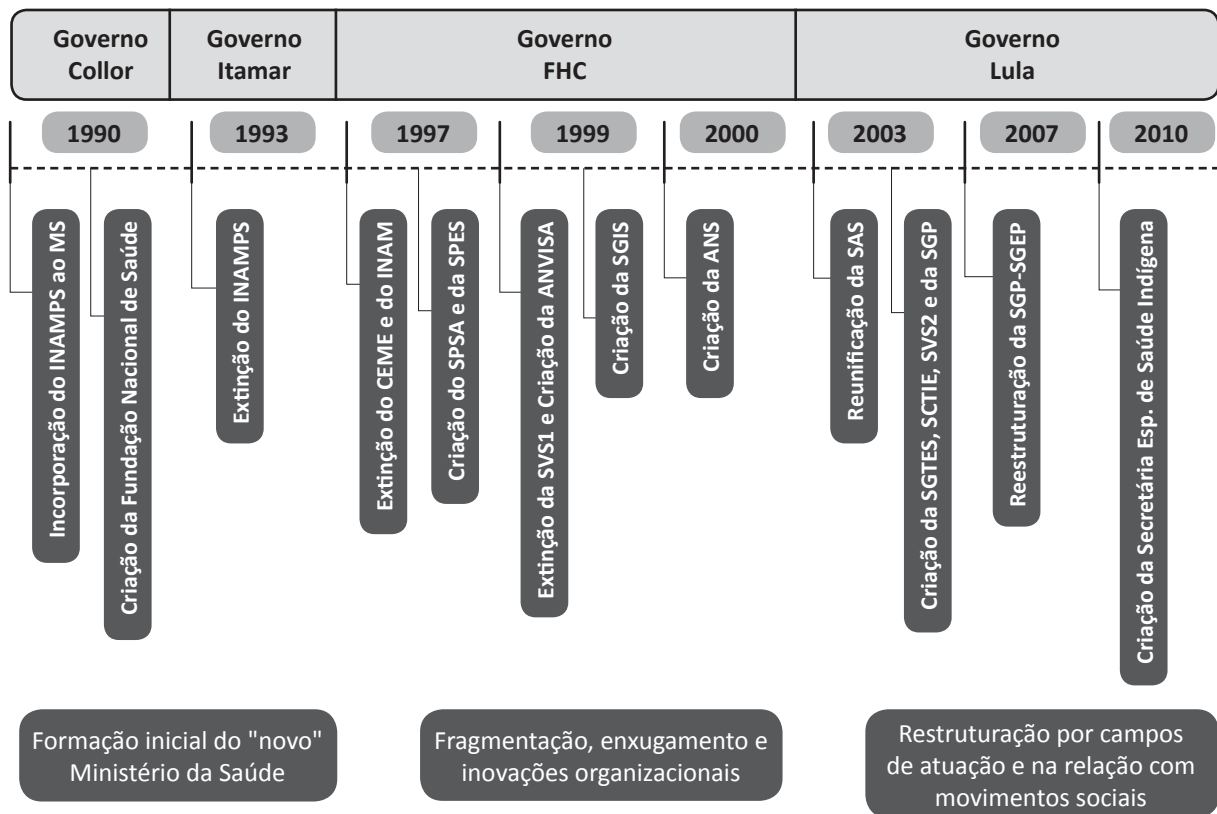 Governo
Collor
Governo
Itamar
Governo
FHC
Governo
Lula
1990
1993
1997
1999
2000
2003
2007
2010
Incorporação do INAMPS ao MS
Criação da Fundação Nacional de Saúde
Extinção do INAMPS
Extinção do CEME e do INAM
Criação do SPSA e da SPES
Extinção da SVS1 e Criação da ANVISA
Criação da SGIS
Criação da ANS
Reunificação da SAS
Criação da SGTES, SCTIE, SVS2 e da SGP
Reestruturação da SGP-SGEP
Criação da Secretária Esp. de Saúde Indígena
Formação inicial do "novo"
Ministério da Saúde
Fragmentação, enxugamento e
inovações organizacionais
Restruturação por campos
de atuação e na relação com
movimentos sociais